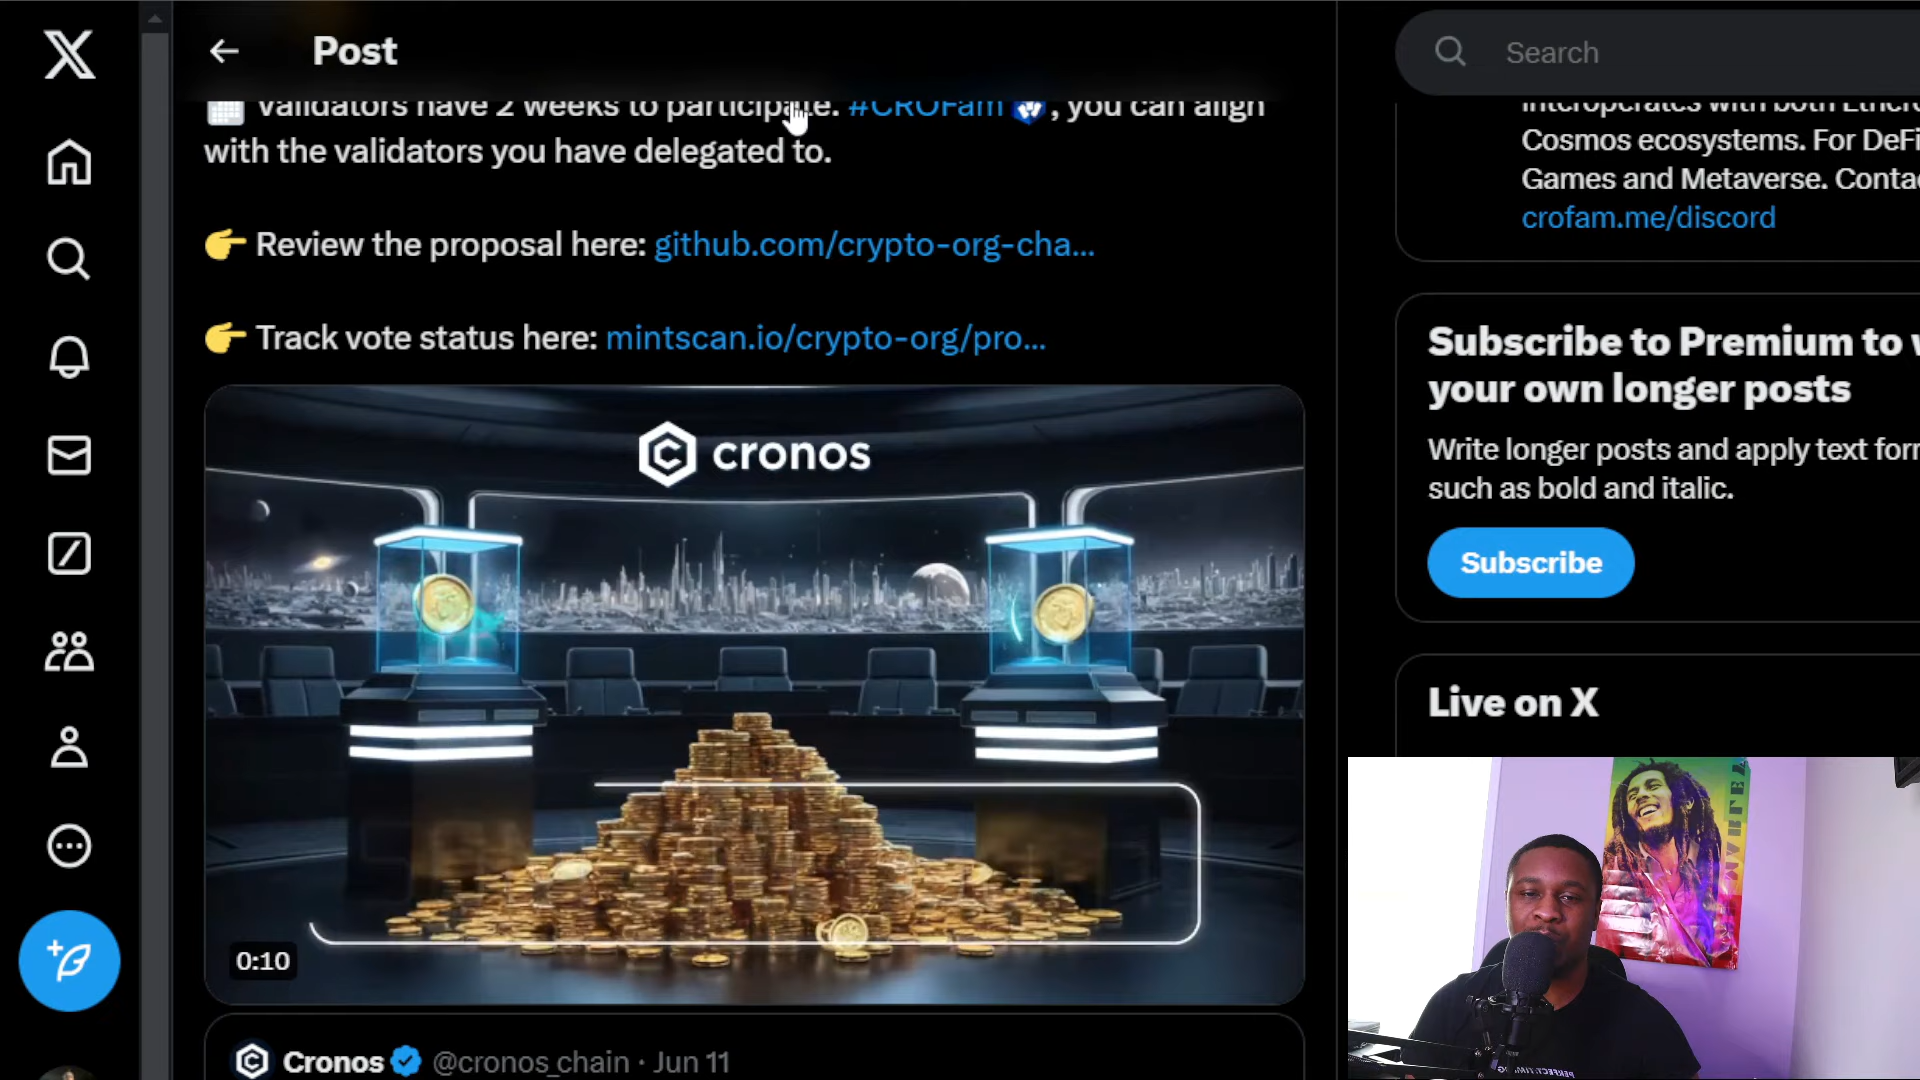 Post
Validators have 2 weeks to participate. #CROFam , you can align
with the validators you have delegated to.
👉 Review the proposal here: github.com/crypto-org-cha...
👉 Track vote status here: mintscan.io/crypto-org/pro...
cronos
0:10
Cronos @cronos_chain · Jun 11
Search
interoperates with both Ethere
Cosmos ecosystems. For DeFi
Games and Metaverse. Contac
crofam.me/discord
Subscribe to Premium to w
your own longer posts
Write longer posts and apply text forr
such as bold and italic.
Subscribe
Live on X